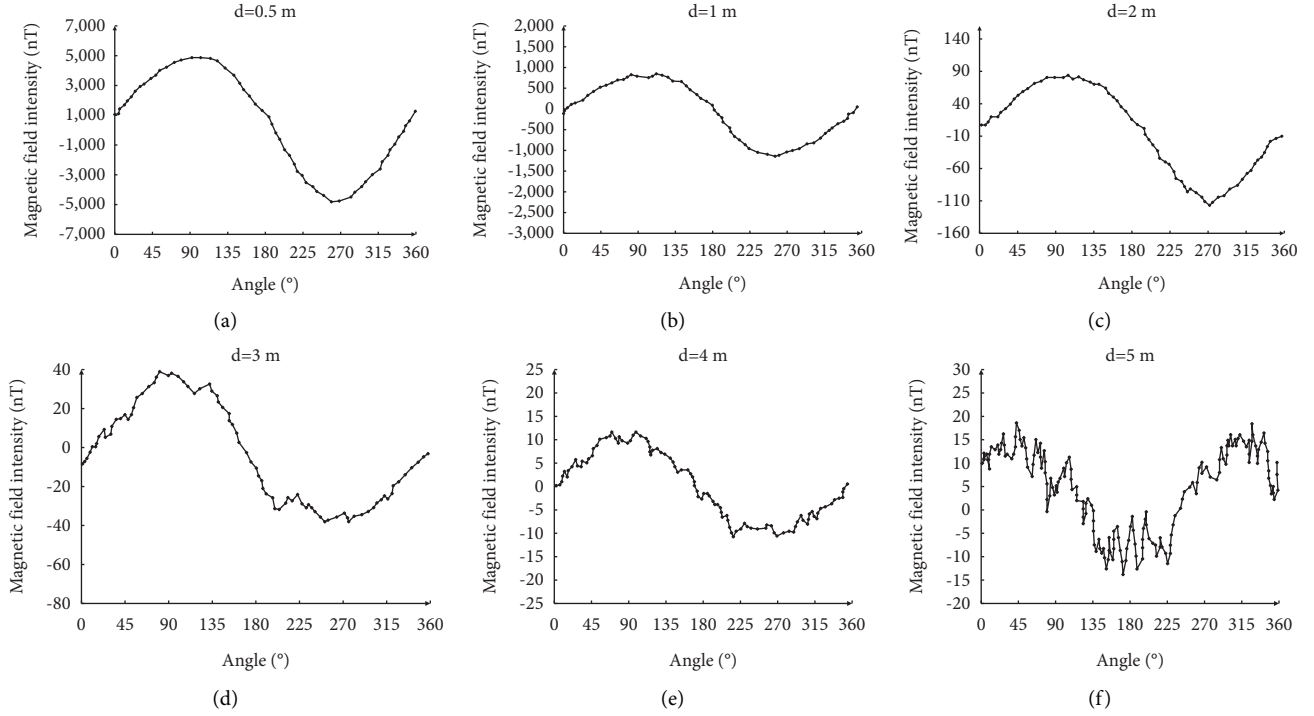 d=0.5 m
Magnetic field intensity (nT)
7,000
5,000
3,000
1,000
-1,000
-3,000
-5,000
-7,000
0 45 90 135 180 225 270 315 360
Angle (°)
(a)
d=1 m
Magnetic field intensity (nT)
2,000
1,500
1,000
500
0
-500
-1,000
-1,500
-2,000
-2,500
-3,000
0 45 90 135 180 225 270 315 360
Angle (°)
(b)
d=2 m
Magnetic field intensity (nT)
140
90
40
-10
-60
-110
-160
0 45 90 135 180 225 270 315 360
Angle (°)
(c)
d=3 m
Magnetic field intensity (nT)
40
20
0
-20
-40
-60
-80
0 45 90 135 180 225 270 315 360
Angle (°)
(d)
d=4 m
Magnetic field intensity (nT)
25
20
15
10
5
0
-5
-10
-15
-20
-25
0 45 90 135 180 225 270 315 360
Angle (°)
(e)
d=5 m
Magnetic field intensity (nT)
30
25
20
15
10
5
0
-5
-10
-15
-20
0 45 90 135 180 225 270 315 360
Angle (°)
(f)